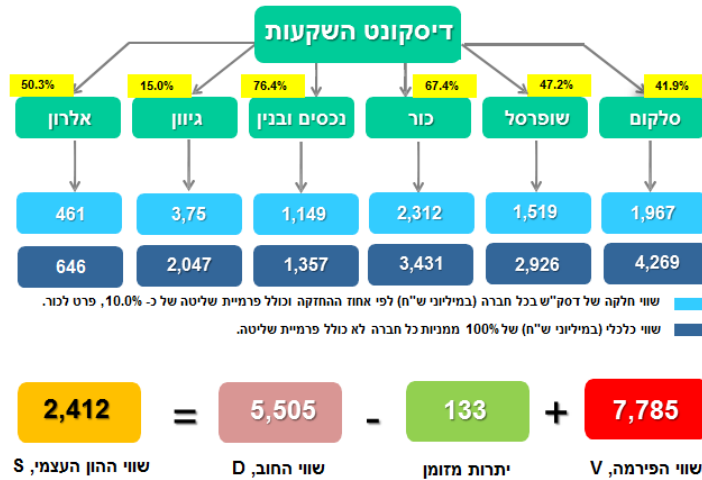 דיסקונט השקעות
41.9% 47.2% 67.4% 76.4% 15.0% 50.3%
סלקום שופרסל כור נכסים ובנין גיוון אלרון
1,967 1,519 2,312 1,149 3,75 461
4,269 2,926 3,431 1,357 2,047 646
שווי חלקה של דסק"ש בכל חברה (במיליוני ש"ח) לפי אחוז ההחזקה וכולל פרמיית שליטה של כ- 10.0%, פרט לכור.
שווי כלכלי (במיליוני ש"ח) של 100% ממניות כל חברה לא כולל פרמיית שליטה.
7,785 + 133 - 5,505 = 2,412
שווי הפירמה, V יתרות מזומן שווי החוב, D שווי ההון העצמי, S